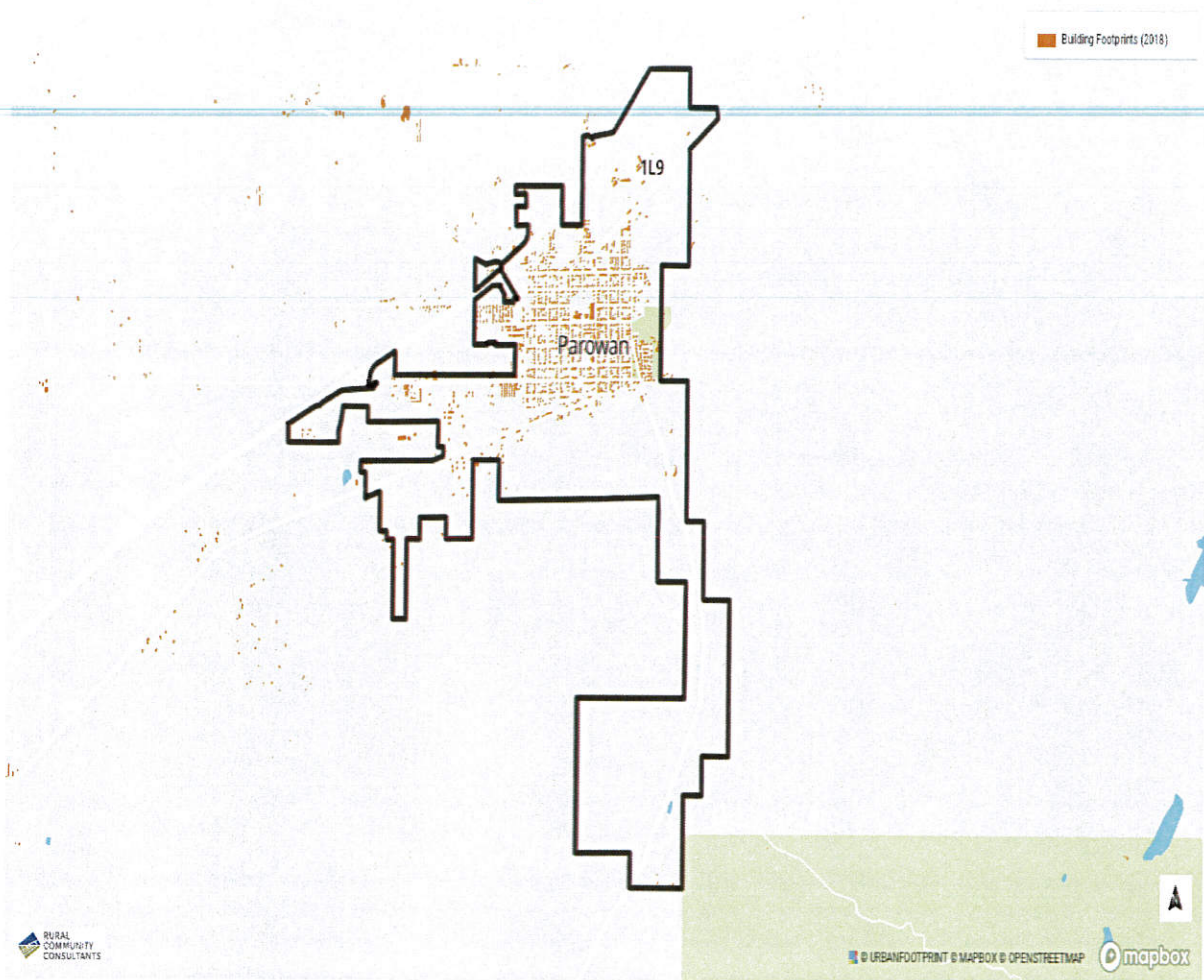 Building Footprints (2018)
1L9
Parowan
RURAL
COMMUNITY
CONSULTANTS
© URBANFOOTPRINT © MAPBOX © OPENSTREETMAP
mapbox